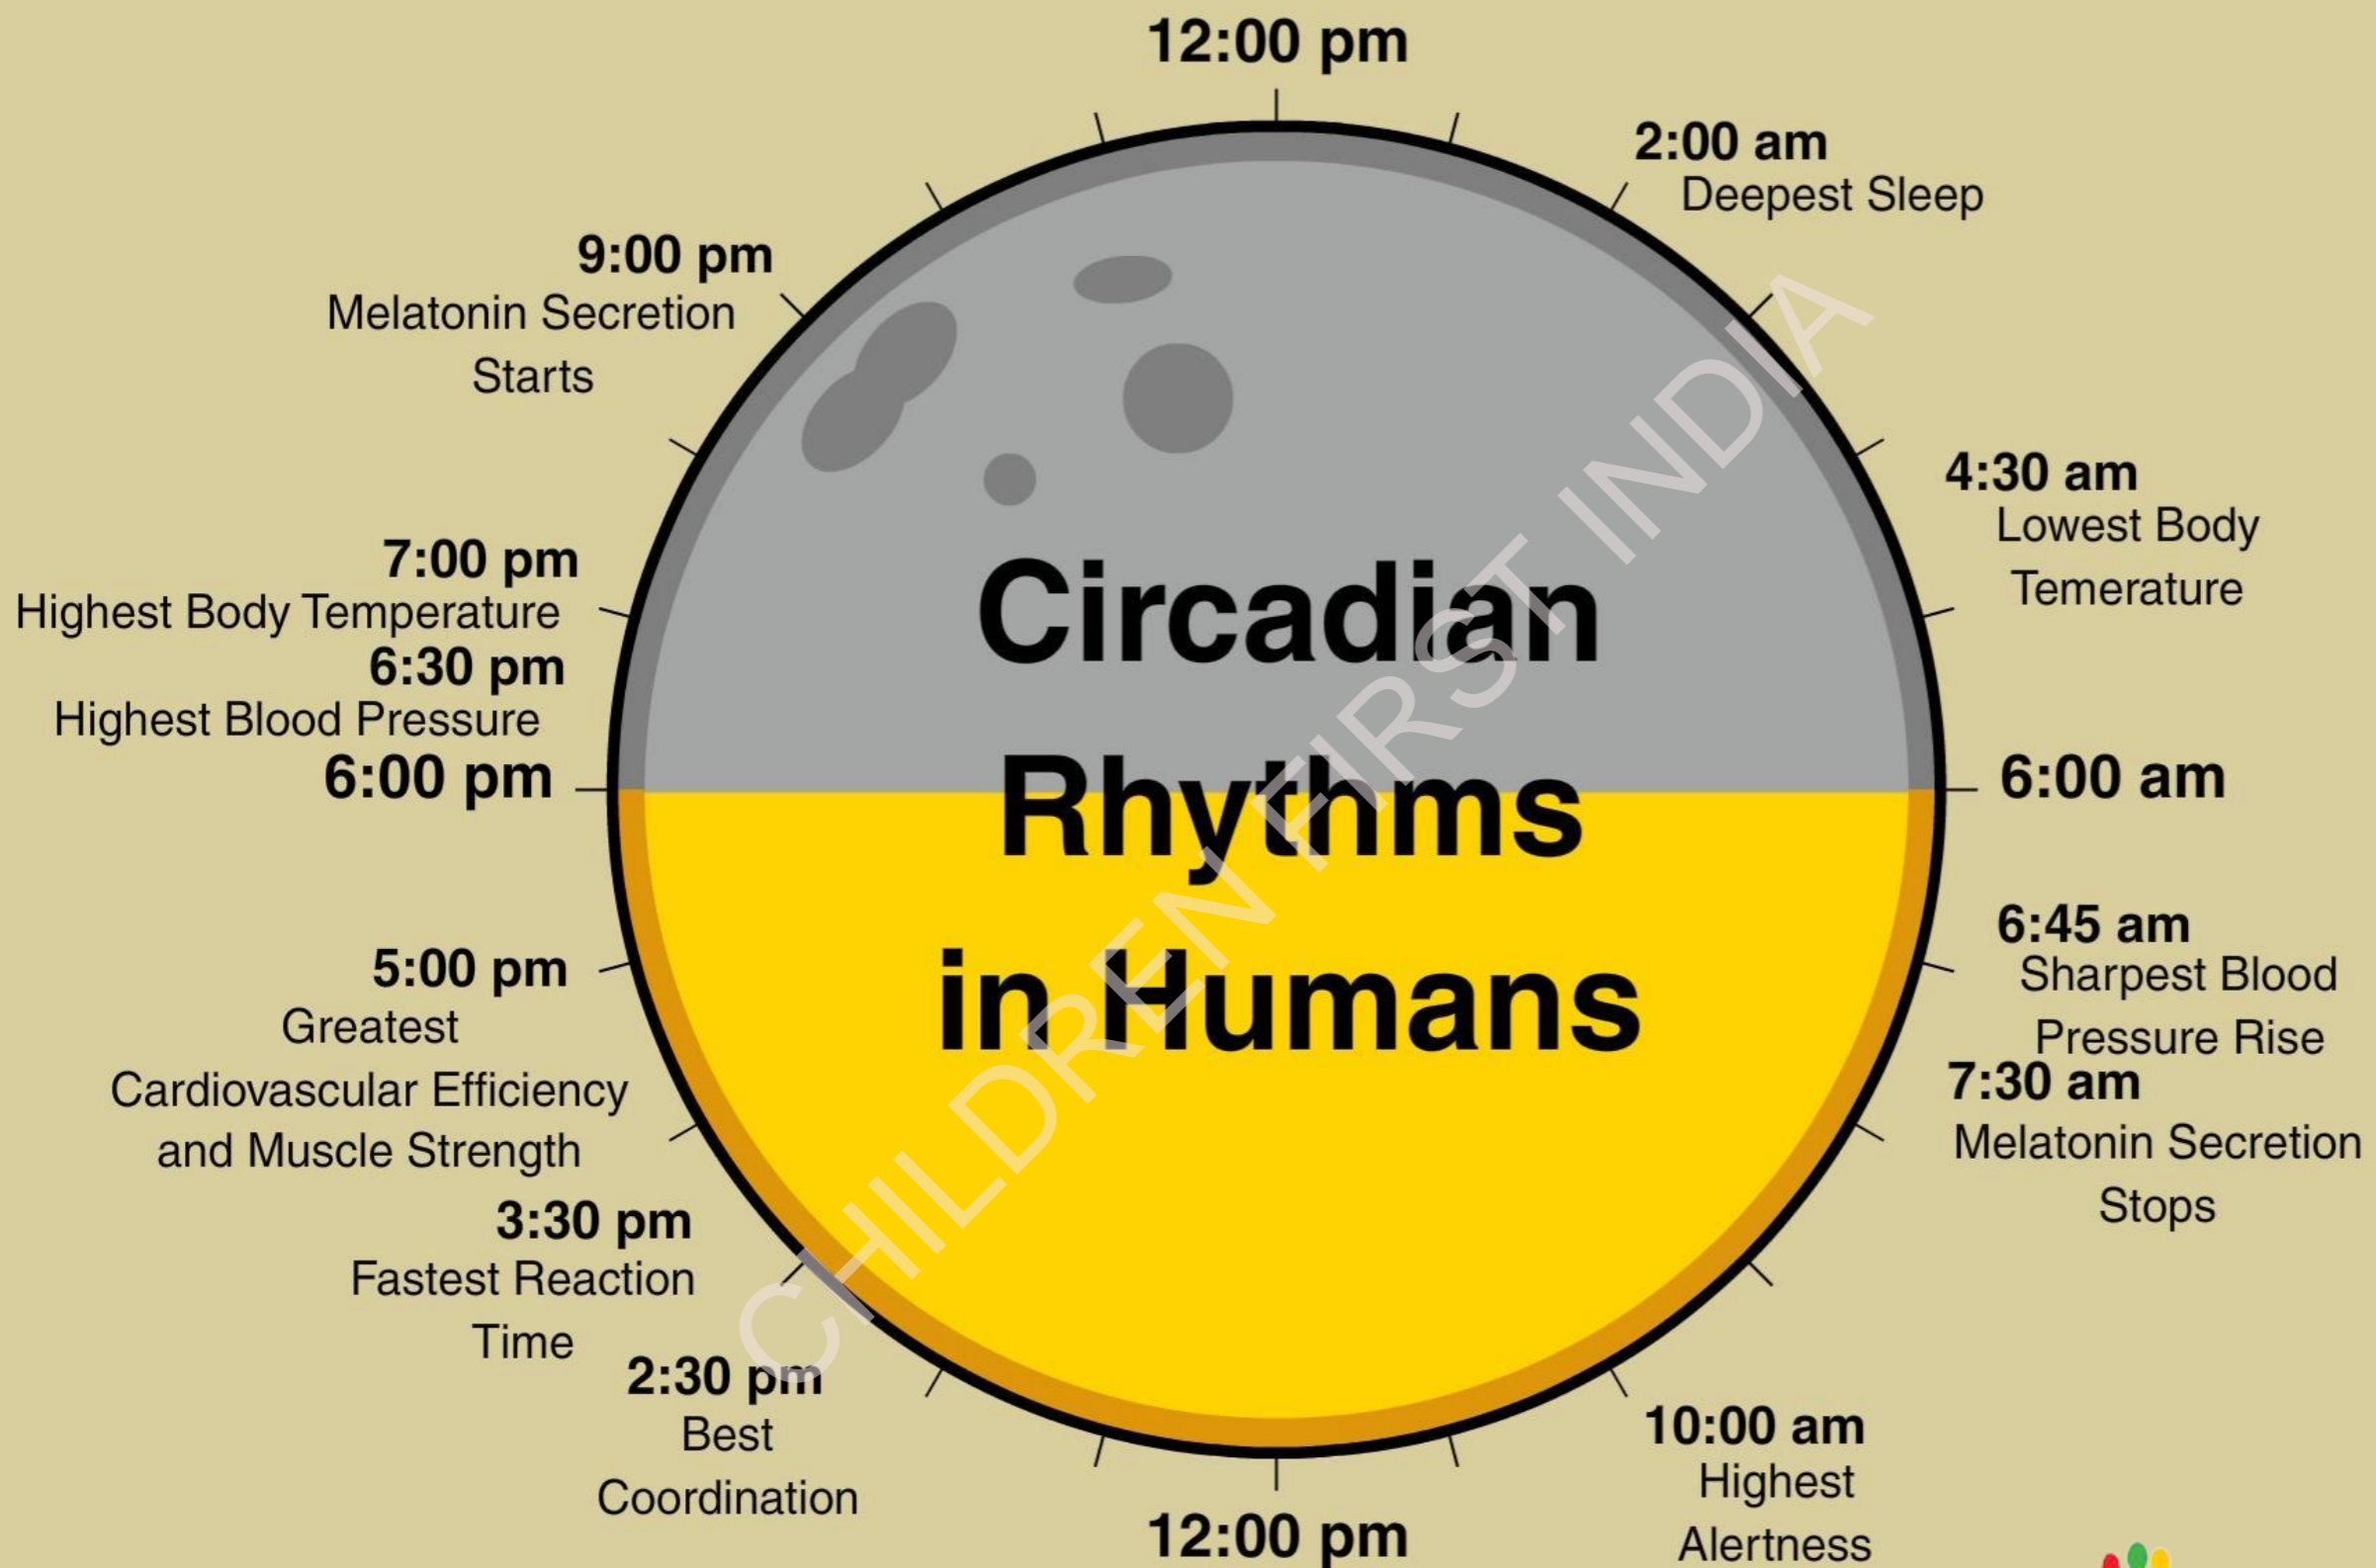 12:00 pm
2:00 am
Deepest Sleep
4:30 am
Lowest Body
Temerature
6:00 am
6:45 am
Sharpest Blood
Pressure Rise
7:30 am
Melatonin Secretion
Stops
10:00 am
Highest
Alertness
12:00 pm
2:30 pm
Best
Coordination
3:30 pm
Fastest Reaction
Time
5:00 pm
Greatest
Cardiovascular Efficiency
and Muscle Strength
6:00 pm
6:30 pm
Highest Blood Pressure
7:00 pm
Highest Body Temperature
9:00 pm
Melatonin Secretion
Starts
Circadian
Rhythms
in Humans
CHILDREN FIRST INDIA